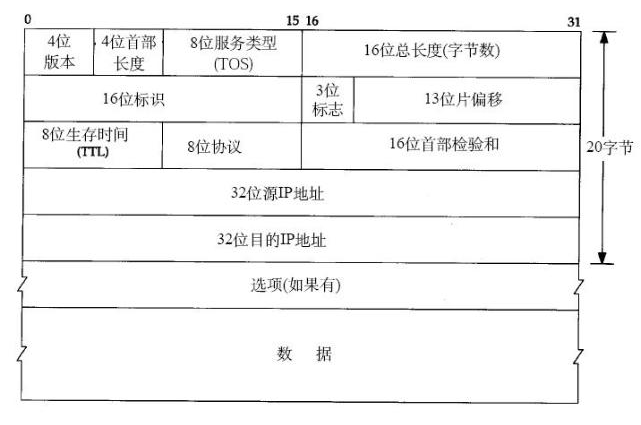 0 15 16 31
4位 4位首部 8位服务类型 16位总长度(字节数)
版本 长度 (TOS)
16位标识 3位 13位片偏移
标志
8位生存时间 8位协议 16位首部检验和 20字节
(TTL)
32位源IP地址
32位目的IP地址
选项(如果有)
数 据